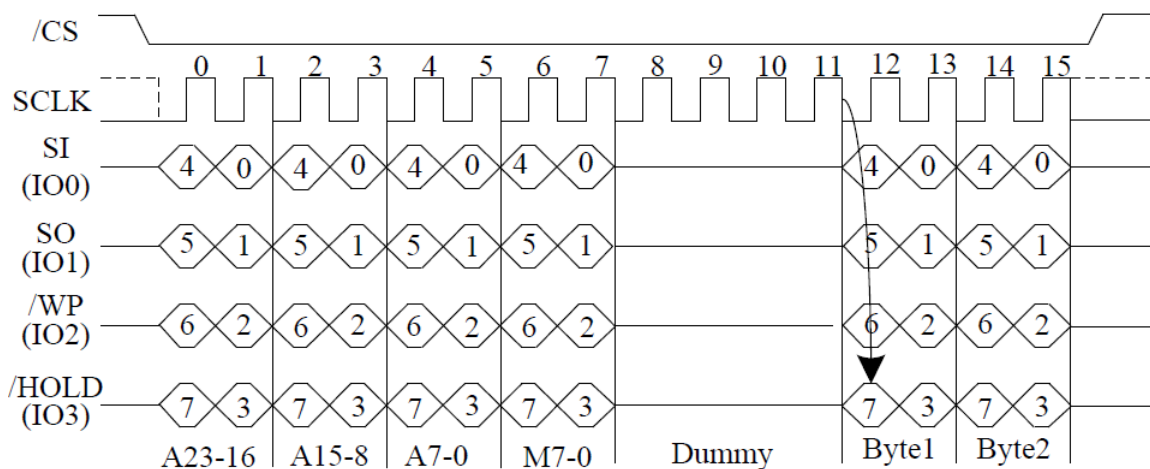 /CS
0 1 2 3 4 5 6 7 8 9 10 11 12 13 14 15
SCLK
SI
(IO0)
4 0 4 0 4 0 4 0 4 0 4 0
SO
(IO1)
5 1 5 1 5 1 5 1 5 1 5 1
/WP
(IO2)
6 2 6 2 6 2 6 2 6 2 6 2
/HOLD
(IO3)
7 3 7 3 7 3 7 3 7 3 7 3
A23-16 A15-8 A7-0 M7-0 Dummy Byte1 Byte2